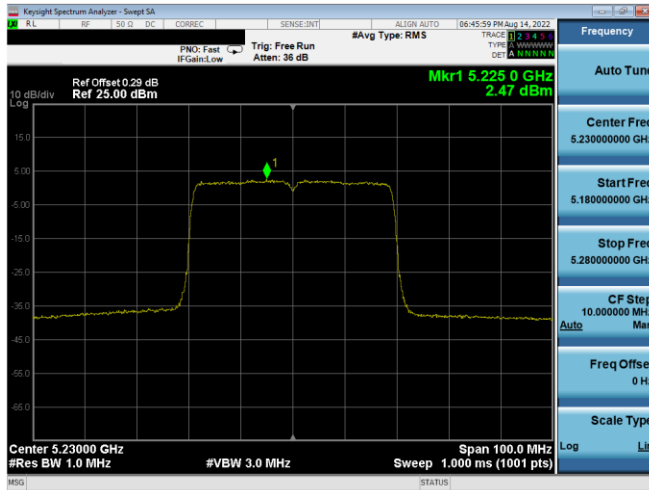 Keysight Spectrum Analyzer - Swept SA
RL RF 50 Ω DC CORREC SENSE:INT ALIGN AUTO 06:45:59 PM Aug 14, 2022
#Avg Type: RMS
TRACE 1 2 3 4 5 6
TYPE A WWWWW
DET A N N N N N
PNO: Fast
IFGain:Low
Trig: Free Run
Atten: 36 dB
Mkr1 5.225 0 GHz
2.47 dBm
Ref Offset 0.29 dB
Ref 25.00 dBm
10 dB/div
Log
15.0
5.00
-5.00
-15.0
-25.0
-35.0
-45.0
-55.0
-65.0
1
Center 5.23000 GHz
#Res BW 1.0 MHz
#VBW 3.0 MHz
Span 100.0 MHz
Sweep 1.000 ms (1001 pts)
MSG
STATUS
Frequency
Auto Tune
Center Freq
5.230000000 GHz
Start Freq
5.180000000 GHz
Stop Freq
5.280000000 GHz
CF Step
10.000000 MHz
Auto Man
Freq Offset
0 Hz
Scale Type
Log Lin